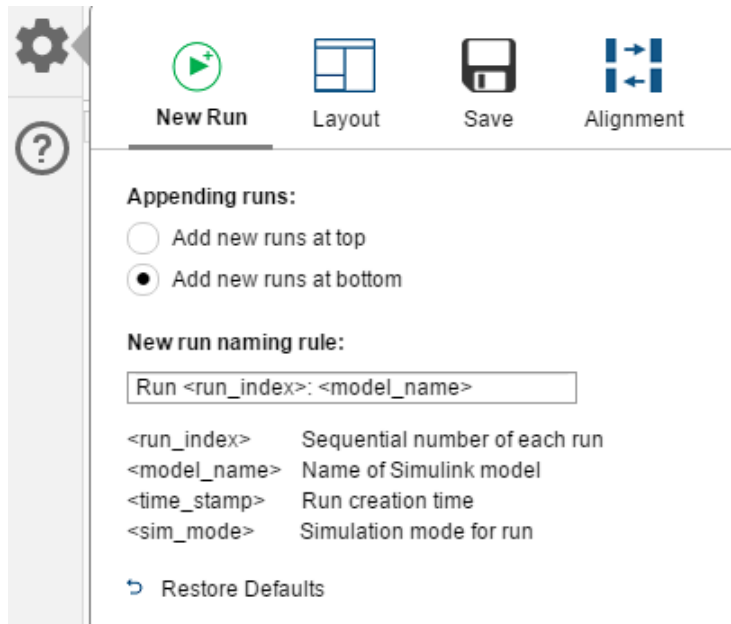 New Run Layout Save Alignment
Appending runs:
Add new runs at top
Add new runs at bottom
New run naming rule:
Run <run_index>: <model_name>
<run_index> Sequential number of each run
<model_name> Name of Simulink model
<time_stamp> Run creation time
<sim_mode> Simulation mode for run
Restore Defaults